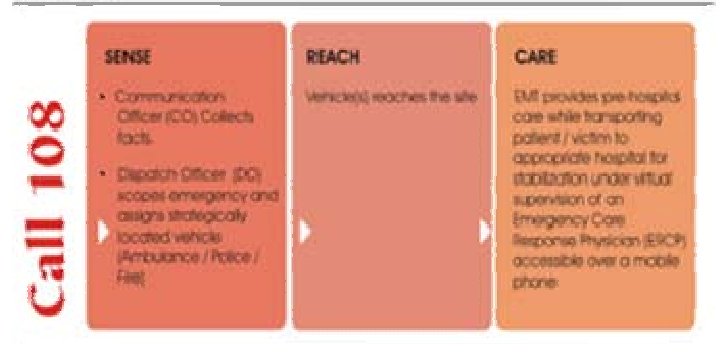 Call 108
SENSE
• Communication
Officer (CO) Collects
facts.
• Dispatch Officer (DO)
scopes emergency and
assigns strategically
located vehicle
(Ambulance / Police /
Fire)
REACH
Vehicle(s) reaches the site
CARE
EMT provides pre-hospital
care while transporting
patient / victim to
appropriate hospital for
stabilization under virtual
supervision of an
Emergency Care
Response Physician (ERCP)
accessible over a mobile
phone